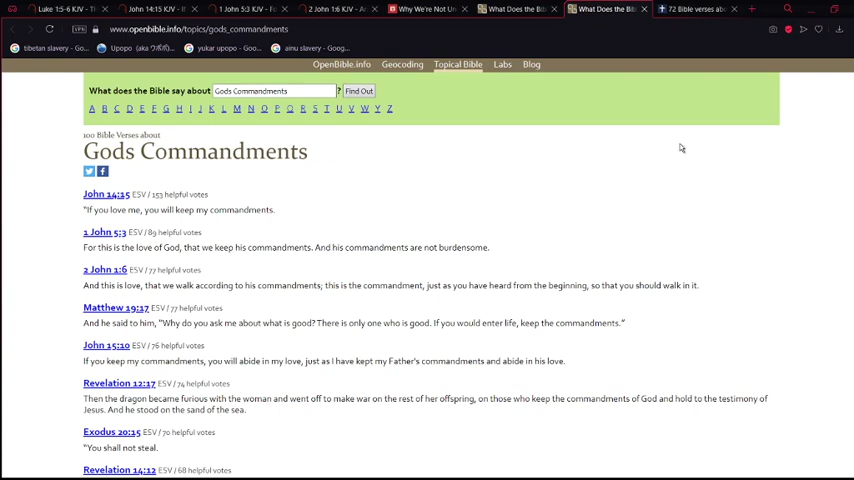 Luke 1:5-6 KJV - T
John 14:15 KJV - I
1 John 5:3 KJV - Fo
2 John 1:6 KJV - A
Why We're Not Un
What Does the Bib
What Does the Bib
72 Bible verses abo
VPN
www.openbible.info/topics/gods_commandments
tibetan slavery - Go...
Upopo (aka ウポポ)...
yukar upopo - Goo...
ainu slavery - Goog...
OpenBible.info Geocoding Topical Bible Labs Blog
What does the Bible say about Gods Commandments ? Find Out
A B C D E F G H I J K L M N O P Q R S T U V W Y Z
100 Bible Verses about
Gods Commandments
John 14:15 ESV / 153 helpful votes
"If you love me, you will keep my commandments.
1 John 5:3 ESV / 89 helpful votes
For this is the love of God, that we keep his commandments. And his commandments are not burdensome.
2 John 1:6 ESV / 77 helpful votes
And this is love, that we walk according to his commandments; this is the commandment, just as you have heard from the beginning, so that you should walk in it.
Matthew 19:17 ESV / 77 helpful votes
And he said to him, "Why do you ask me about what is good? There is only one who is good. If you would enter life, keep the commandments."
John 15:10 ESV / 76 helpful votes
If you keep my commandments, you will abide in my love, just as I have kept my Father's commandments and abide in his love.
Revelation 12:17 ESV / 74 helpful votes
Then the dragon became furious with the woman and went off to make war on the rest of her offspring, on those who keep the commandments of God and hold to the testimony of
Jesus. And he stood on the sand of the sea.
Exodus 20:15 ESV / 70 helpful votes
"You shall not steal.
Revelation 14:12 ESV / 68 helpful votes